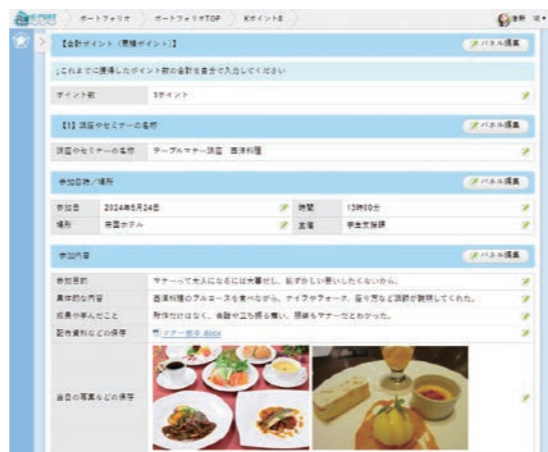 ポートフォリオ　ポートフォリオTOP　Kポイント8
【合計ポイント（累積ポイント）】　パネル編集
これまでに獲得したポイント数の合計を自分で入力してください
ポイント数
【1】講座やセミナーの名称　パネル編集
講座やセミナーの名称　テーブルマナー講座　西洋料理
参加日時／場所　パネル編集
参加日　2024年5月24日　時間　13時00分
場所　帝国ホテル　主催　学生支援課
参加内容　パネル編集
参加目的　マナーって大人になるには大事だし、恥ずかしい思いしたくないから。
具体的な内容　西洋料理のフルコースを食べながら、ナイフやフォーク、座り方など講師が説明してくれた。
成果や学んだこと　所作だけはなく、会話や立ち振る舞い、服装もマナーだとわかった。
配布資料などの保存　マナー教本.docx
当日の写真などの保存